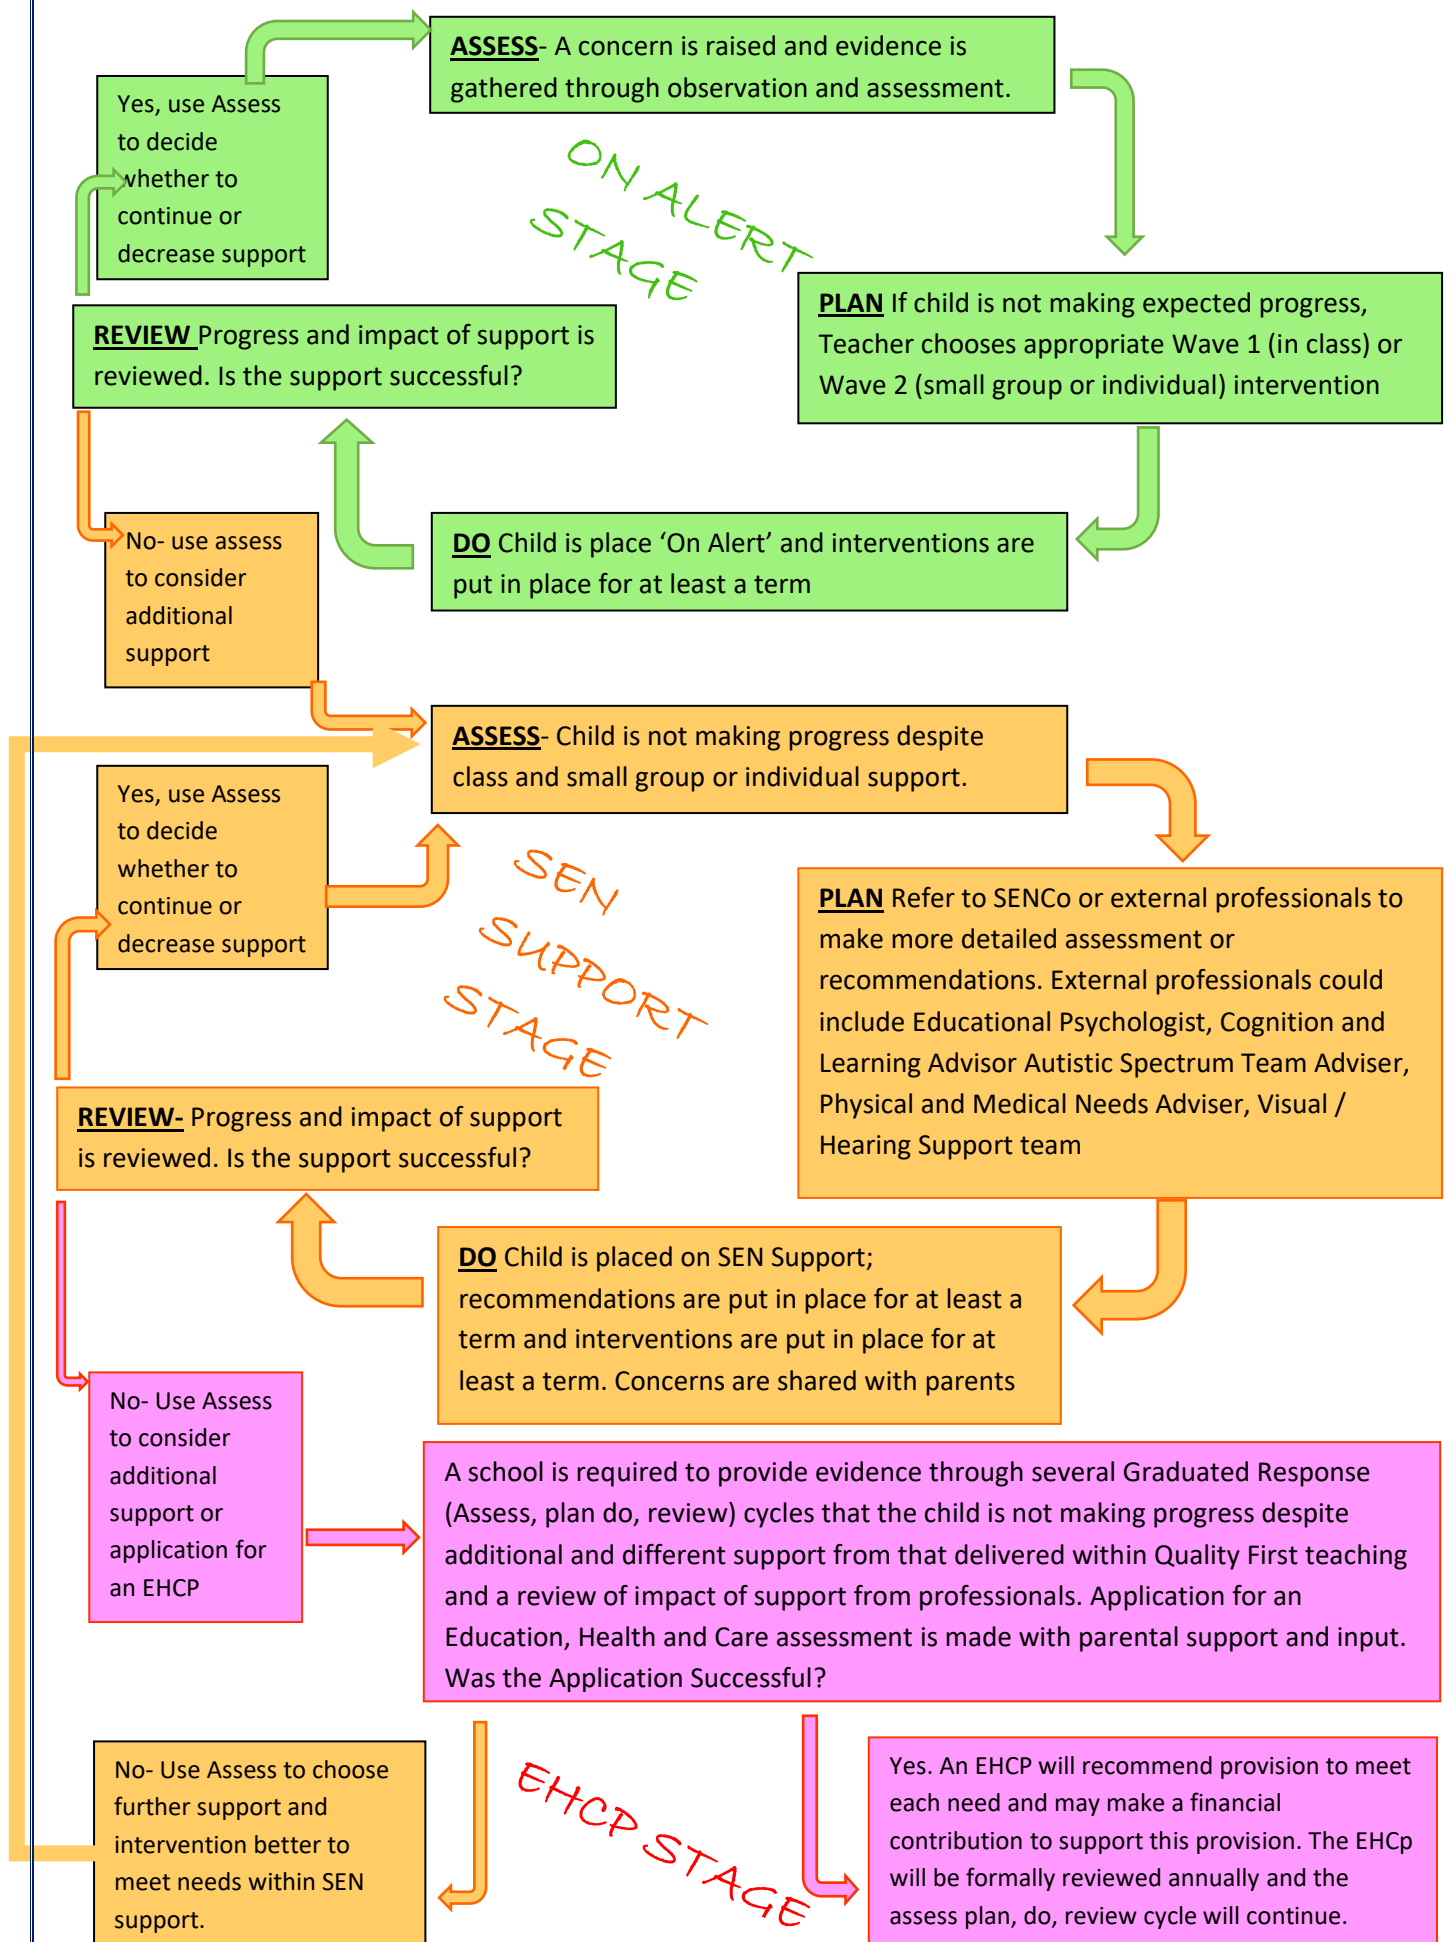 ASSESS- A concern is raised and evidence is
gathered through observation and assessment.
Yes, use Assess
to decide
whether to
continue or
decrease support
ON ALERT
STAGE
PLAN If child is not making expected progress,
Teacher chooses appropriate Wave 1 (in class) or
Wave 2 (small group or individual) intervention
REVIEW Progress and impact of support is
reviewed. Is the support successful?
DO Child is place ‘On Alert’ and interventions are
put in place for at least a term
No- use assess
to consider
additional
support
ASSESS- Child is not making progress despite
class and small group or individual support.
Yes, use Assess
to decide
whether to
continue or
decrease support
SEN
SUPPORT
STAGE
PLAN Refer to SENCo or external professionals to
make more detailed assessment or
recommendations. External professionals could
include Educational Psychologist, Cognition and
Learning Advisor Autistic Spectrum Team Adviser,
Physical and Medical Needs Adviser, Visual /
Hearing Support team
REVIEW- Progress and impact of support
is reviewed. Is the support successful?
DO Child is placed on SEN Support;
recommendations are put in place for at least a
term and interventions are put in place for at
least a term. Concerns are shared with parents
No- Use Assess
to consider
additional
support or
application for
an EHCP
A school is required to provide evidence through several Graduated Response
(Assess, plan do, review) cycles that the child is not making progress despite
additional and different support from that delivered within Quality First teaching
and a review of impact of support from professionals. Application for an
Education, Health and Care assessment is made with parental support and input.
Was the Application Successful?
No- Use Assess to choose
further support and
intervention better to
meet needs within SEN
support.
EHCP STAGE
Yes. An EHCP will recommend provision to meet
each need and may make a financial
contribution to support this provision. The EHCp
will be formally reviewed annually and the
assess plan, do, review cycle will continue.